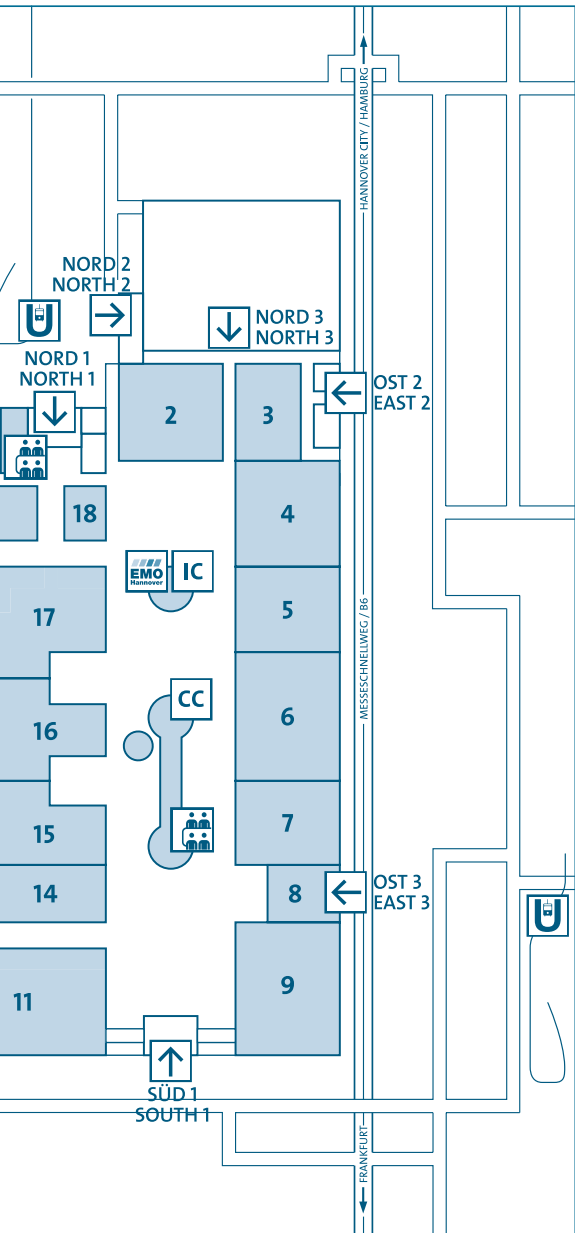 HANNOVER CITY / HAMBURG
NORD 2
NORTH 2
U
NORD 3
NORTH 3
NORD 1
NORTH 1
OST 2
EAST 2
2
3
18
4
EMO
Hannover
IC
17
5
MESSESCHNELLWEG / B6
CC
16
6
15
7
14
8
OST 3
EAST 3
U
11
9
SÜD 1
SOUTH 1
FRANKFURT